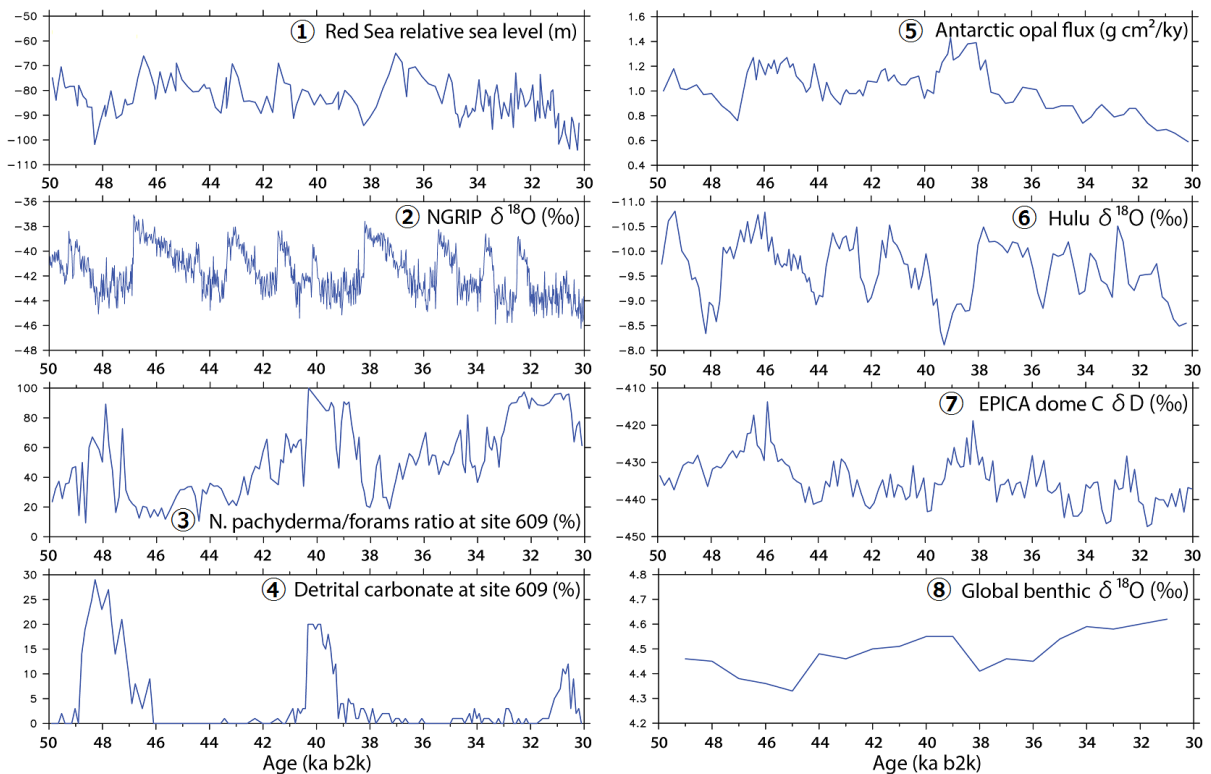 ① Red Sea relative sea level (m)
−50
−60
−70
−80
−90
−100
−110
50 48 46 44 42 40 38 36 34 32 30
② NGRIP δ ¹⁸O (‰)
−36
−38
−40
−42
−44
−46
−48
50 48 46 44 42 40 38 36 34 32 30
100
80
60
40
20
0
③ N. pachyderma/forams ratio at site 609 (%)
50 48 46 44 42 40 38 36 34 32 30
④ Detrital carbonate at site 609 (%)
30
25
20
15
10
5
0
50 48 46 44 42 40 38 36 34 32 30
Age (ka b2k)
⑤ Antarctic opal flux (g cm²/ky)
1.6
1.4
1.2
1.0
0.8
0.6
0.4
50 48 46 44 42 40 38 36 34 32 30
⑥ Hulu δ ¹⁸O (‰)
−11.0
−10.5
−10.0
−9.5
−9.0
−8.5
−8.0
50 48 46 44 42 40 38 36 34 32 30
⑦ EPICA dome C δ D (‰)
−410
−420
−430
−440
−450
50 48 46 44 42 40 38 36 34 32 30
⑧ Global benthic δ ¹⁸O (‰)
4.8
4.7
4.6
4.5
4.4
4.3
4.2
50 48 46 44 42 40 38 36 34 32 30
Age (ka b2k)